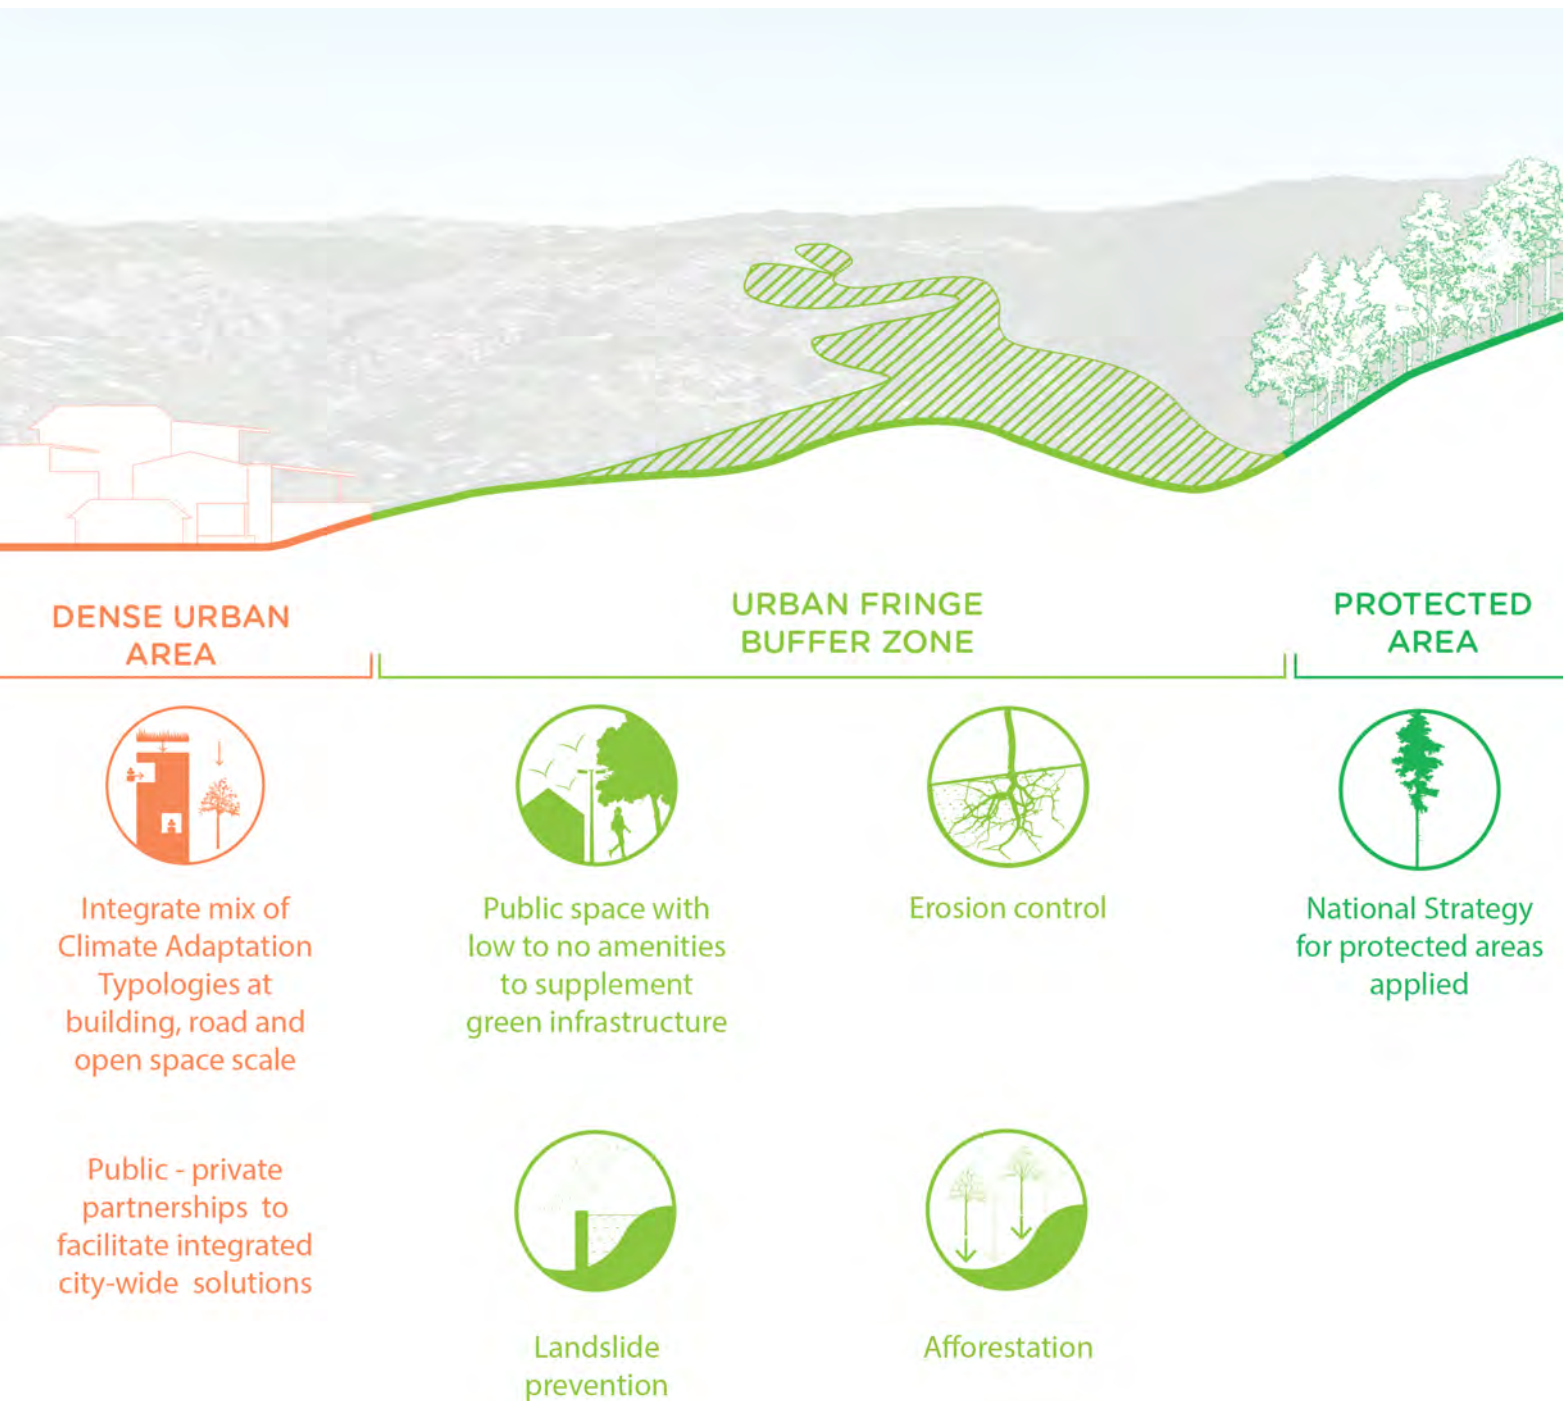 DENSE URBAN
AREA
URBAN FRINGE
BUFFER ZONE
PROTECTED
AREA
Integrate mix of
Climate Adaptation
Typologies at
building, road and
open space scale
Public - private
partnerships to
facilitate integrated
city-wide solutions
Public space with
low to no amenities
to supplement
green infrastructure
Erosion control
Landslide
prevention
Afforestation
National Strategy
for protected areas
applied